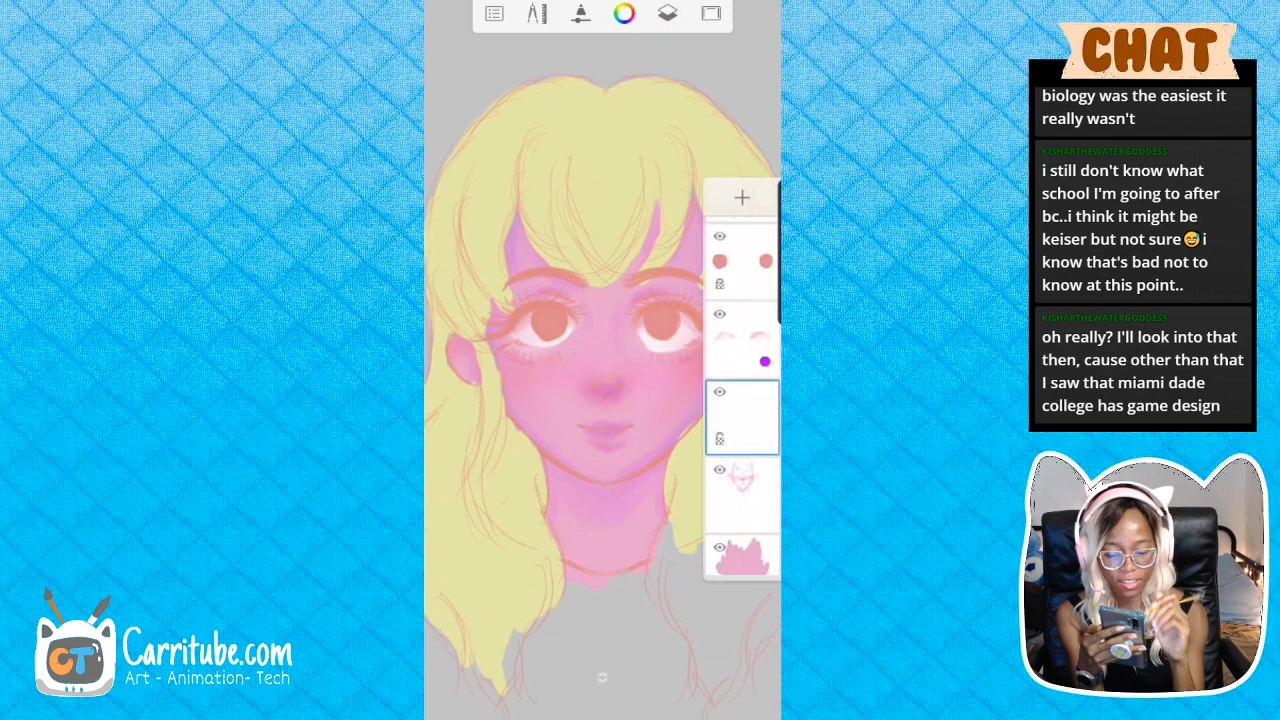 CHAT
biology was the easiest it
really wasn't
KISHARTHEWATERGODDESS
i still don't know what
school I'm going to after
bc..i think it might be
keiser but not sure😅i
know that's bad not to
know at this point..
KISHARTHEWATERGODDESS
oh really? I'll look into that
then, cause other than that
I saw that miami dade
college has game design
CT
Carritube.com
Art - Animation- Tech